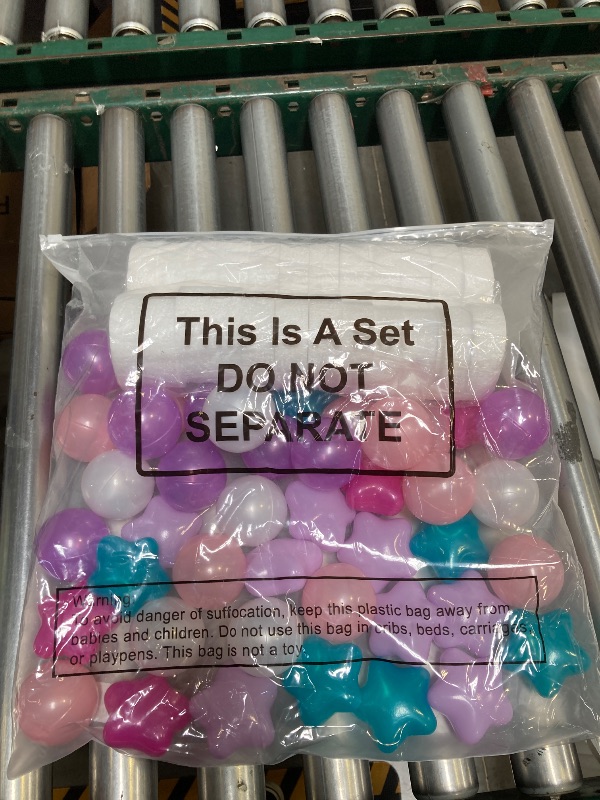 This Is A Set
DO NOT
SEPARATE
Warning:
To avoid danger of suffocation, keep this plastic bag away from
babies and children. Do not use this bag in cribs, beds, carriages
or playpens. This bag is not a toy.